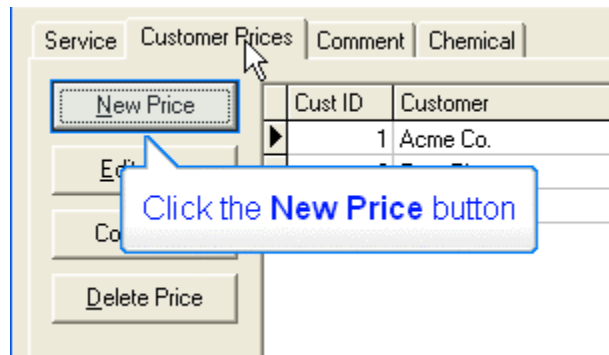 Service Customer Prices Comment Chemical
New Price Cust ID Customer
1 Acme Co.
Click the New Price button
Delete Price